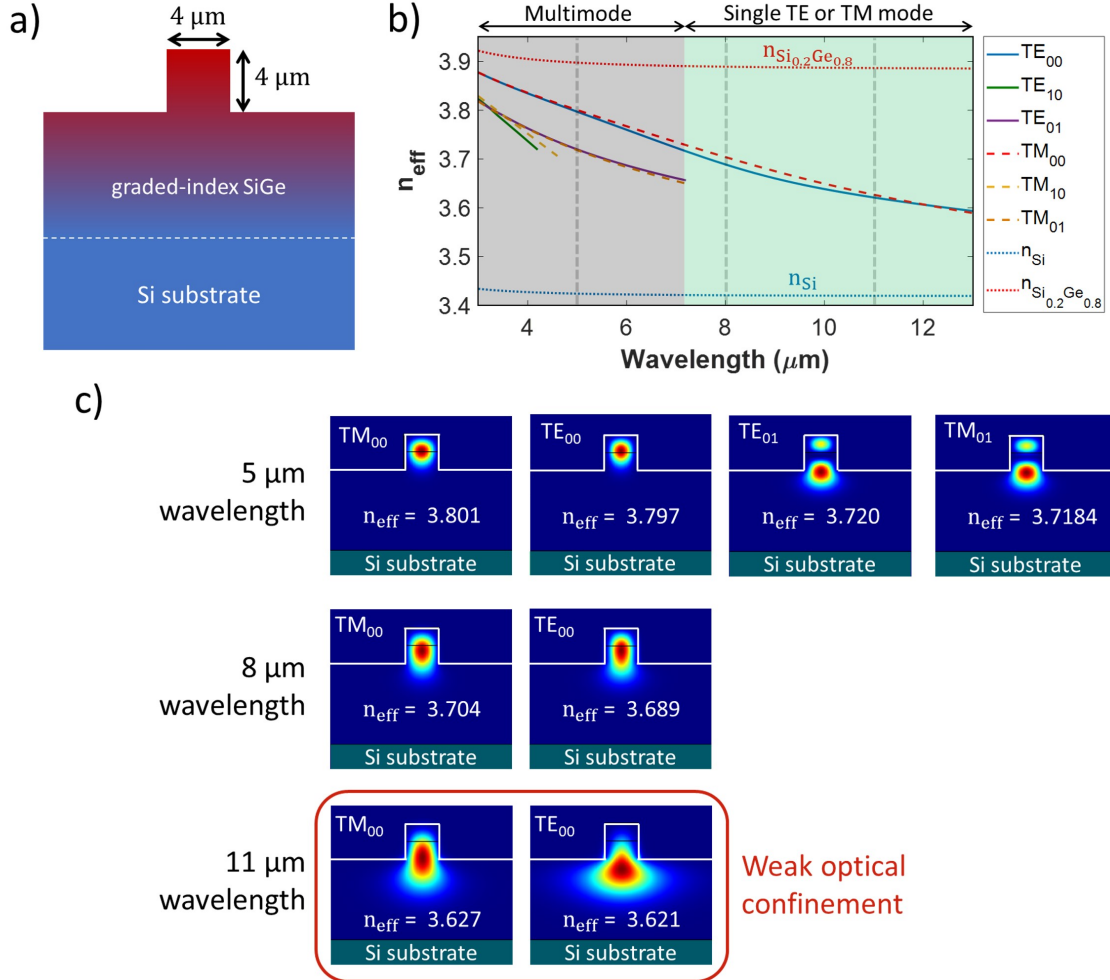 a)
4 μm
4 μm
graded-index SiGe
Si substrate
b)
Multimode
Single TE or TM mode
n_eff
3.9
3.8
3.7
3.6
3.5
3.4
4
6
8
10
12
Wavelength (μm)
n_Si₀.₂Ge₀.₈
n_Si
TE₀₀
TE₁₀
TE₀₁
TM₀₀
TM₁₀
TM₀₁
n_Si
n_Si₀.₂Ge₀.₈
c)
5 μm
wavelength
TM₀₀
n_eff = 3.801
Si substrate
TE₀₀
n_eff = 3.797
Si substrate
TE₀₁
n_eff = 3.720
Si substrate
TM₀₁
n_eff = 3.7184
Si substrate
8 μm
wavelength
TM₀₀
n_eff = 3.704
Si substrate
TE₀₀
n_eff = 3.689
Si substrate
11 μm
wavelength
TM₀₀
n_eff = 3.627
Si substrate
TE₀₀
n_eff = 3.621
Si substrate
Weak optical
confinement